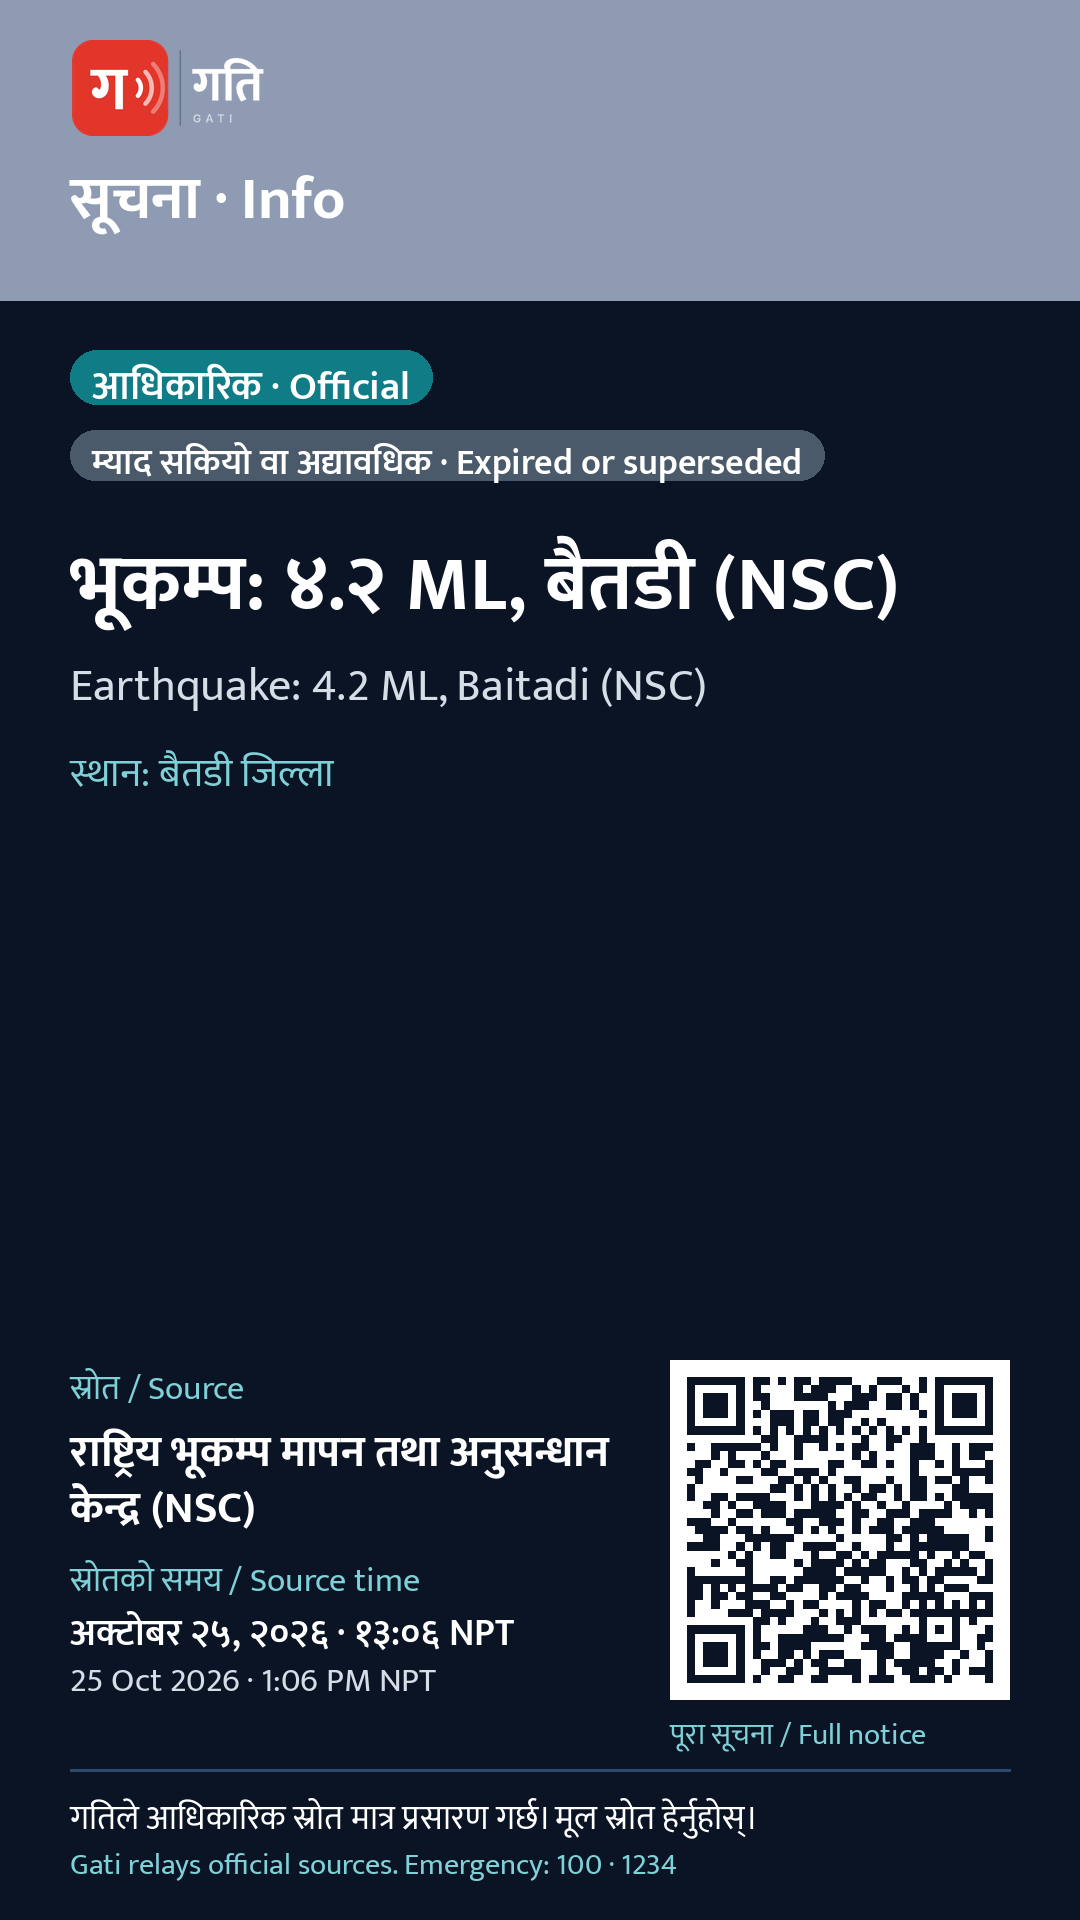 ग
गति
GATI
सूचना · Info
आधिकारिक · Official
म्याद सकियो वा अद्यावधिक · Expired or superseded
भूकम्प: ४.२ ML, बैतडी (NSC)
Earthquake: 4.2 ML, Baitadi (NSC)
स्थान: बैतडी जिल्ला
स्रोत / Source
राष्ट्रिय भूकम्प मापन तथा अनुसन्धान
केन्द्र (NSC)
स्रोतको समय / Source time
अक्टोबर २५, २०२६ · १३:०६ NPT
25 Oct 2026 · 1:06 PM NPT
पूरा सूचना / Full notice
गतिले आधिकारिक स्रोत मात्र प्रसारण गर्छ। मूल स्रोत हेर्नुहोस्।
Gati relays official sources. Emergency: 100 · 1234